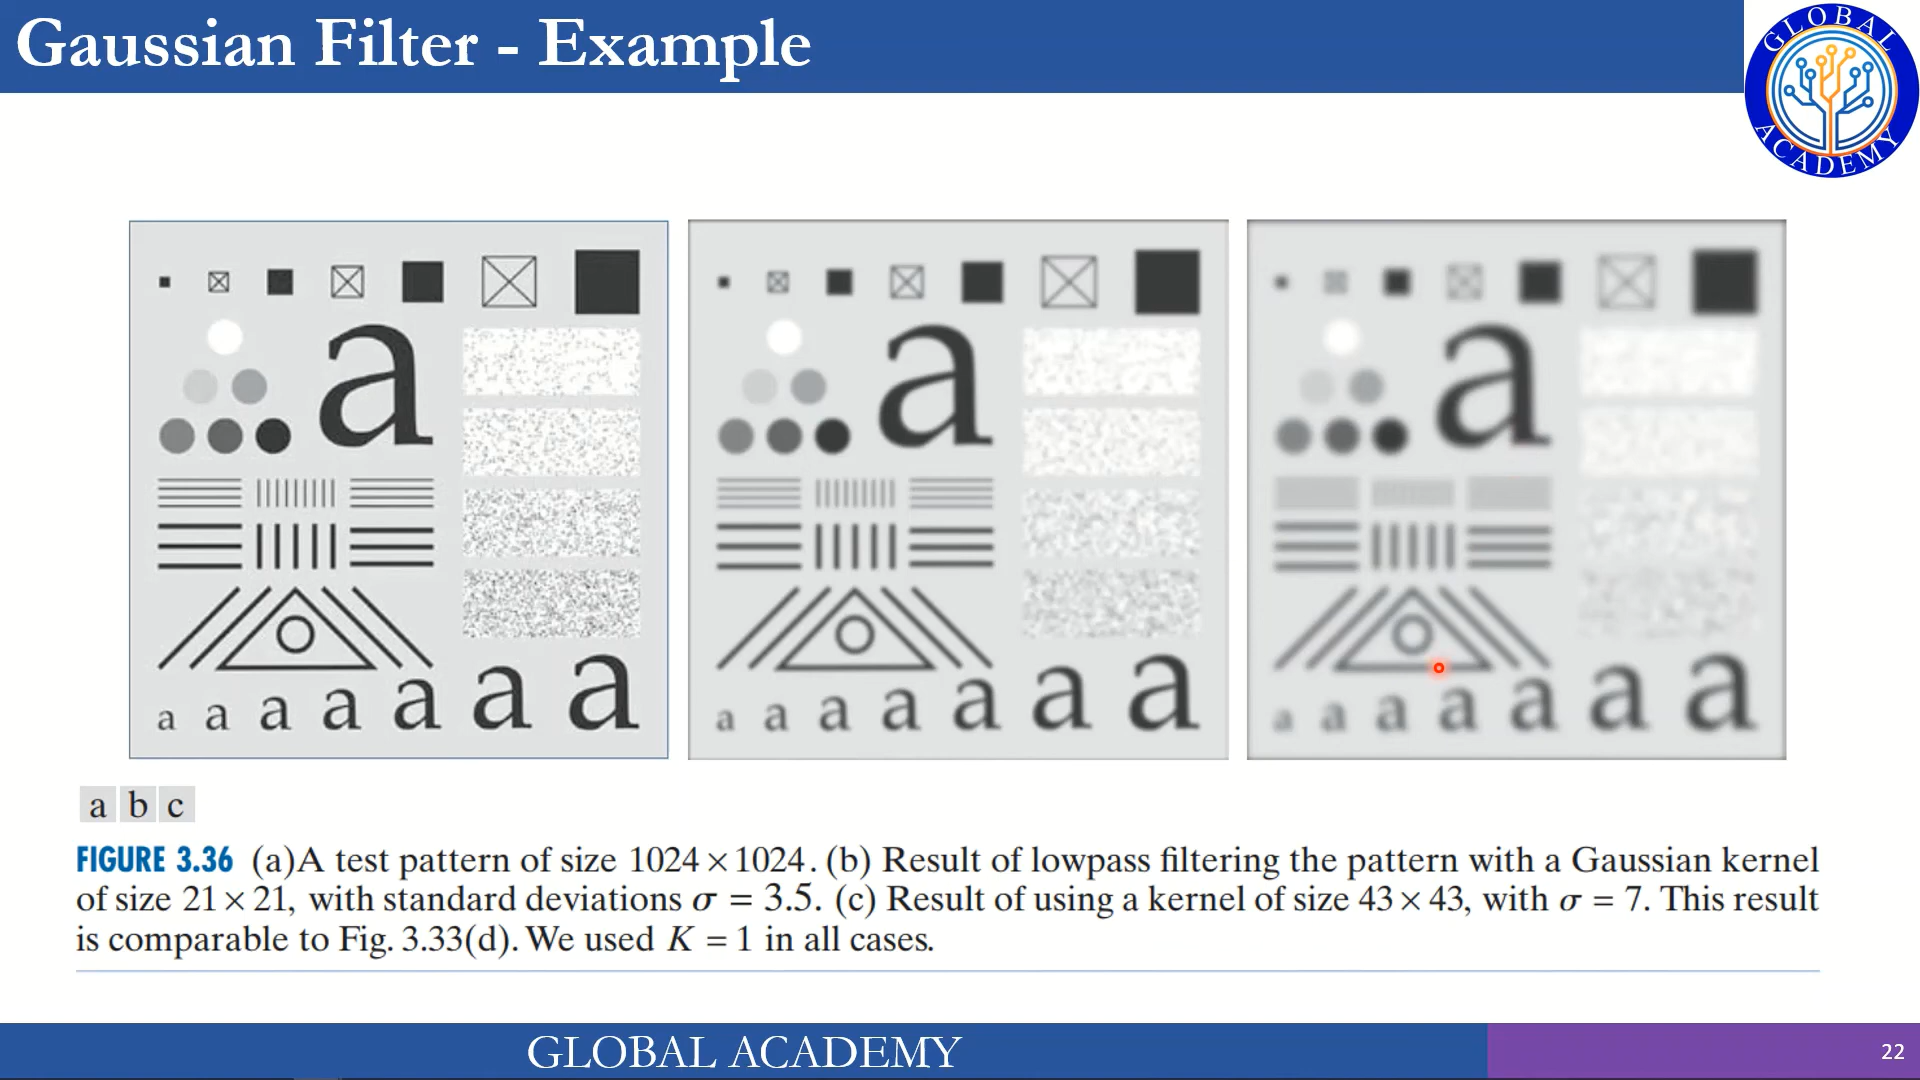 Gaussian Filter - Example
GLOBAL
ACADEMY
a
a a a a a a a
a
a a a a a a a
a
a a a a a a a
a b c
FIGURE 3.36 (a)A test pattern of size 1024 × 1024. (b) Result of lowpass filtering the pattern with a Gaussian kernel
of size 21 × 21, with standard deviations σ = 3.5. (c) Result of using a kernel of size 43 × 43, with σ = 7. This result
is comparable to Fig. 3.33(d). We used K = 1 in all cases.
GLOBAL ACADEMY
22